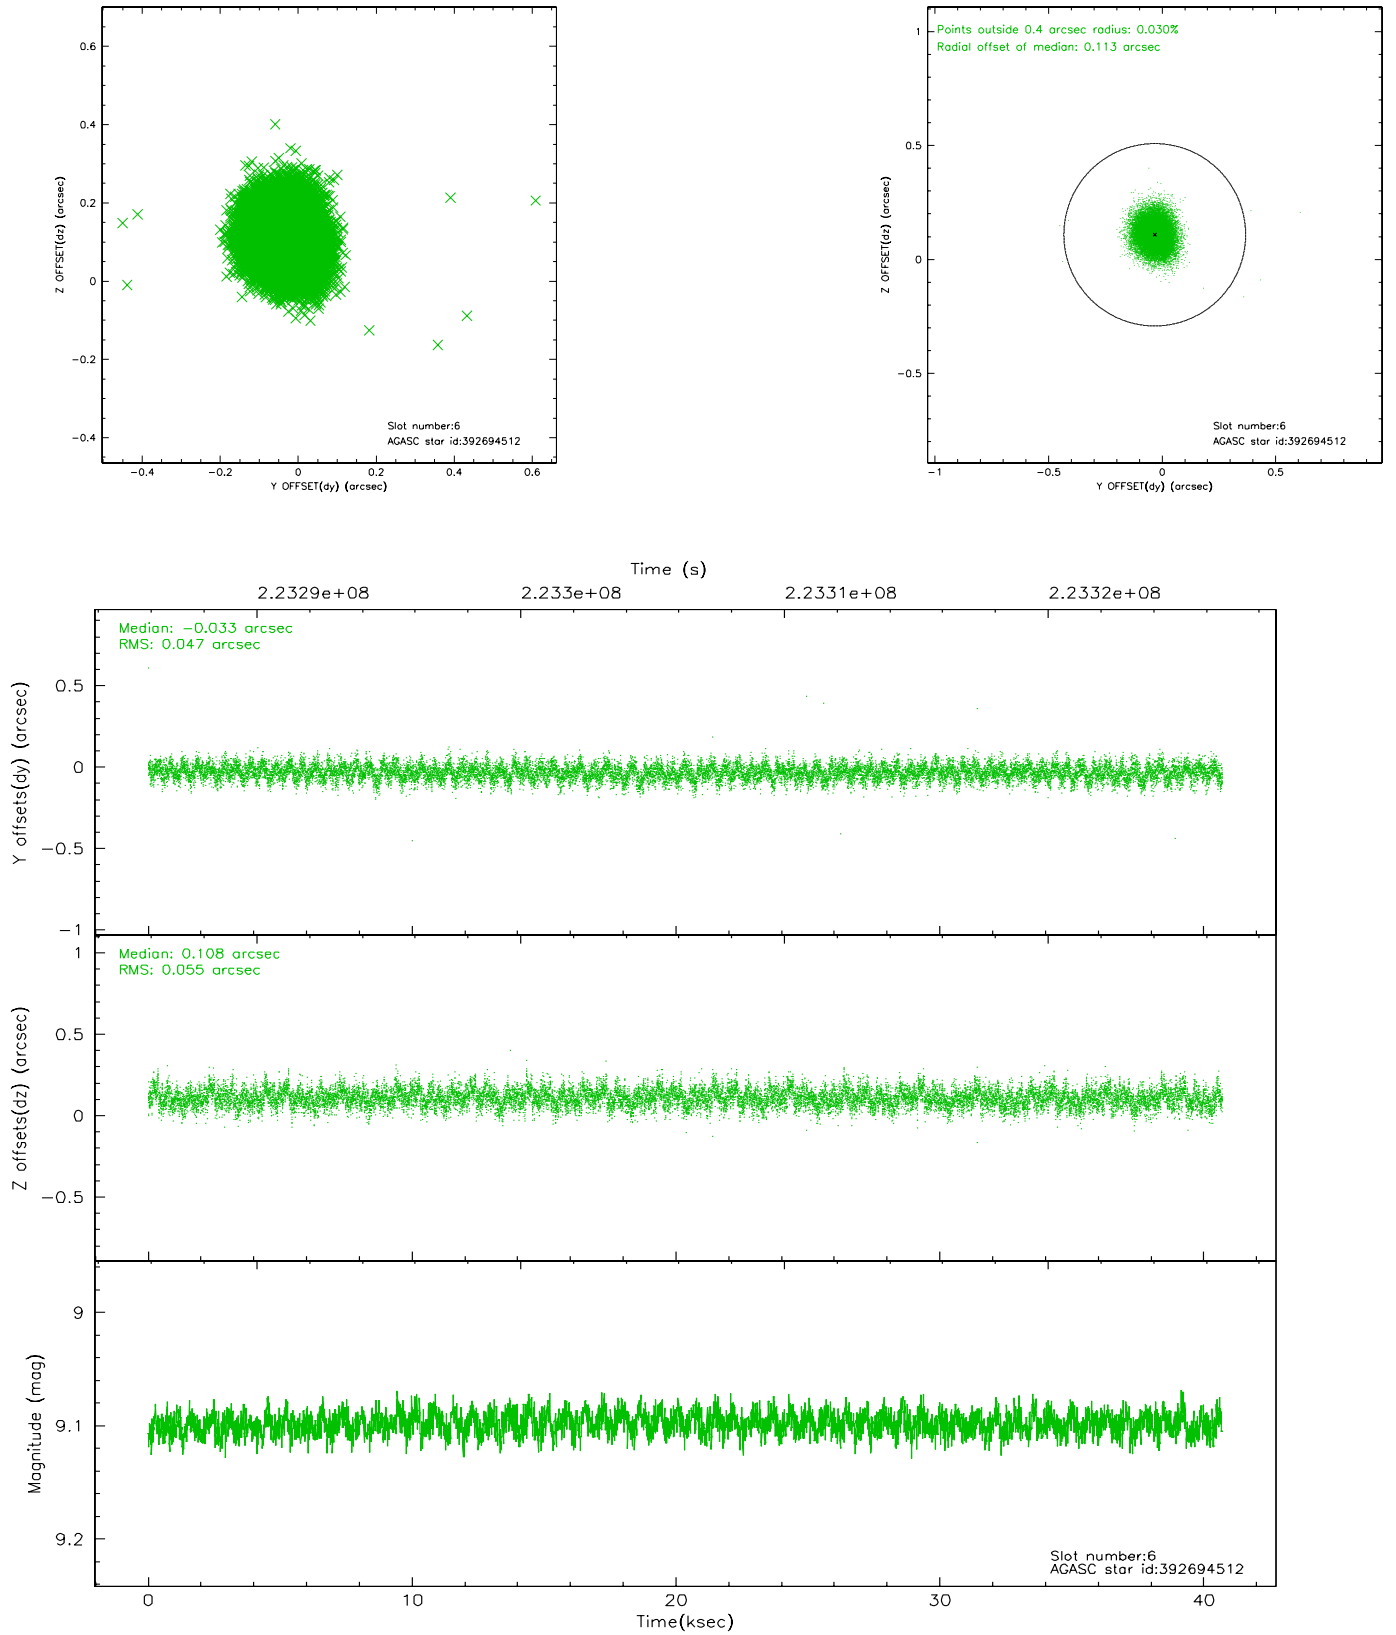 0.6
0.4
0.2
0
−0.2
−0.4
Z OFFSET(dz) (arcsec)
−0.4 −0.2 0 0.2 0.4 0.6
Y OFFSET(dy) (arcsec)
Slot number:6
AGASC star id:392694512
Points outside 0.4 arcsec radius: 0.030%
Radial offset of median: 0.113 arcsec
1
0.5
0
−0.5
Z OFFSET(dz) (arcsec)
−1 −0.5 0 0.5
Y OFFSET(dy) (arcsec)
Slot number:6
AGASC star id:392694512
Time (s)
2.2329e+08 2.233e+08 2.2331e+08 2.2332e+08
Median: −0.033 arcsec
RMS: 0.047 arcsec
0.5
0
−0.5
−1
Y offsets(dy) (arcsec)
Median: 0.108 arcsec
RMS: 0.055 arcsec
1
0.5
0
−0.5
Z offsets(dz) (arcsec)
9
9.1
9.2
Magnitude (mag)
Slot number:6
AGASC star id:392694512
0 10 20 30 40
Time(ksec)